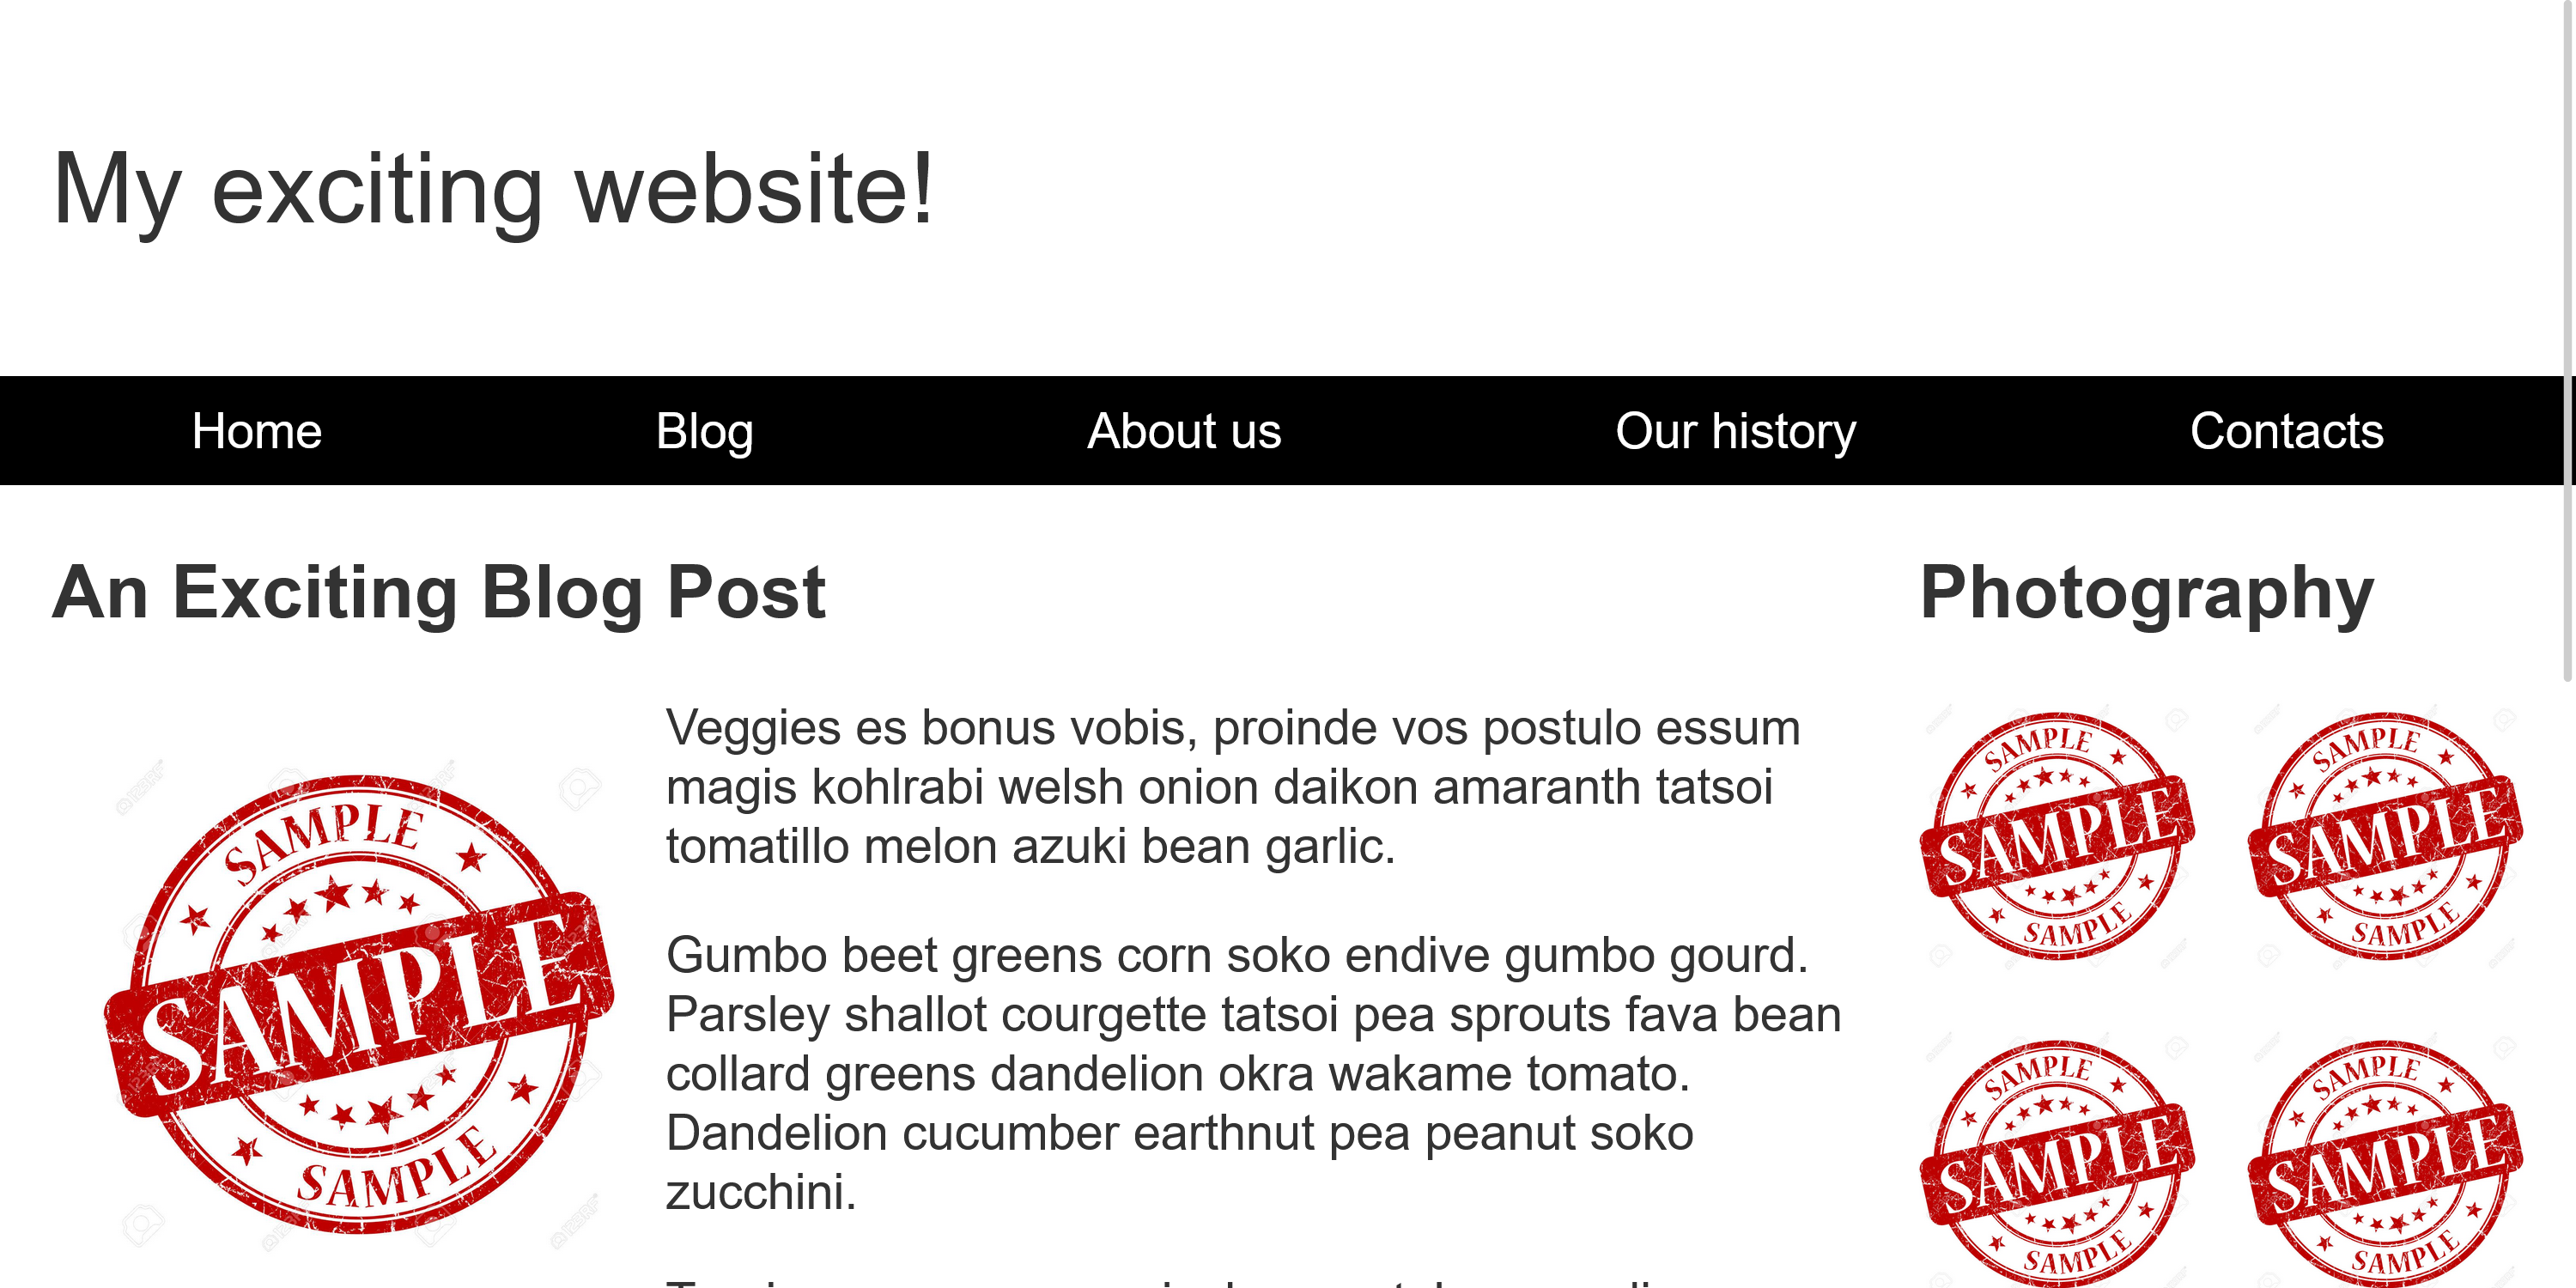 My exciting website!
Home Blog About us Our history Contacts
An Exciting Blog Post
SAMPLE
SAMPLE
SAMPLE
Veggies es bonus vobis, proinde vos postulo essum
magis kohlrabi welsh onion daikon amaranth tatsoi
tomatillo melon azuki bean garlic.
Gumbo beet greens corn soko endive gumbo gourd.
Parsley shallot courgette tatsoi pea sprouts fava bean
collard greens dandelion okra wakame tomato.
Dandelion cucumber earthnut pea peanut soko
zucchini.
Photography
SAMPLE
SAMPLE
SAMPLE
SAMPLE
SAMPLE
SAMPLE
SAMPLE
SAMPLE
SAMPLE
SAMPLE
SAMPLE
SAMPLE